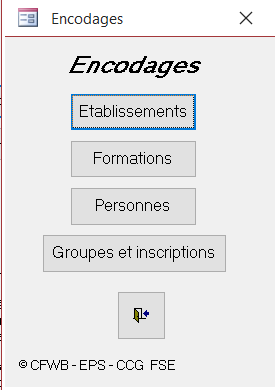 Encodages
Encodages
Etablissements
Formations
Personnes
Groupes et inscriptions
© CFWB - EPS - CCG FSE